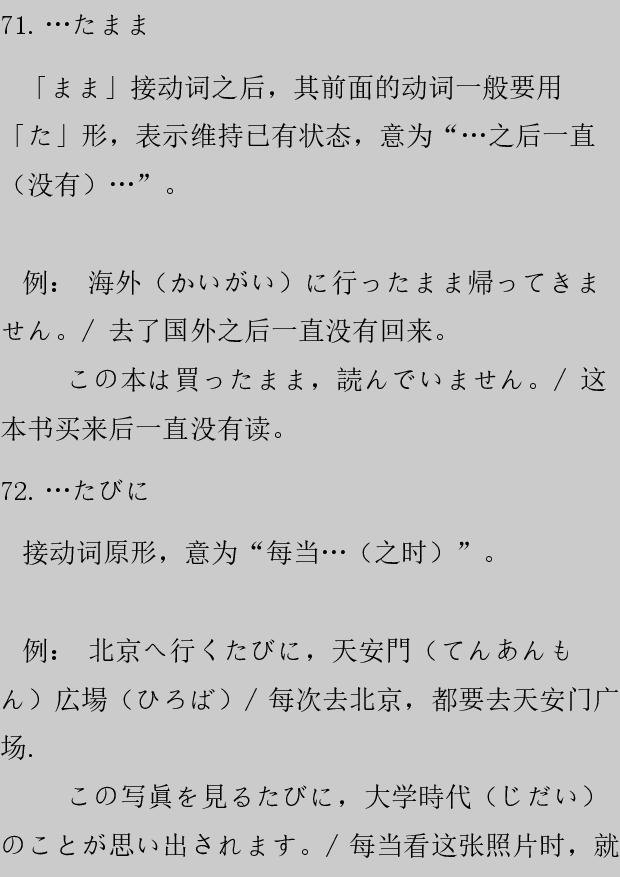 71. …たまま
「まま」接动词之后，其前面的动词一般要用
「た」形，表示维持已有状态，意为“…之后一直
（没有）…”。
例： 海外（かいがい）に行ったまま帰ってきま
せん。/ 去了国外之后一直没有回来。
この本は買ったまま，読んでいません。/ 这
本书买来后一直没有读。
72. …たびに
接动词原形，意为“每当…（之时）”。
例： 北京へ行くたびに，天安門（てんあんも
ん）広場（ひろば）/ 每次去北京，都要去天安门广
场.
この写眞を見るたびに，大学時代（じだい）
のことが思い出されます。/ 每当看这张照片时，就